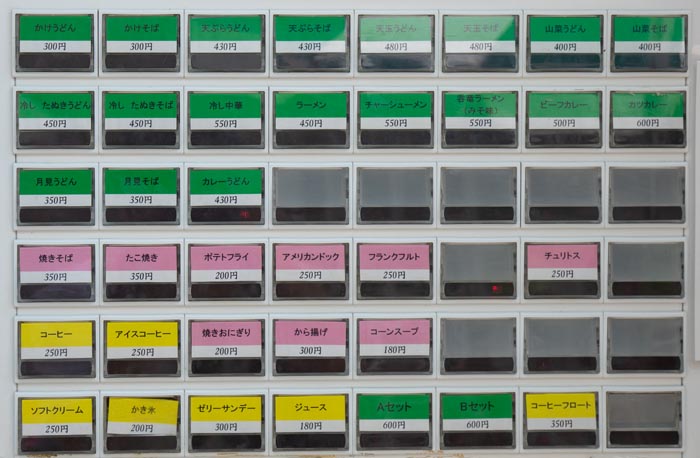 かけうどん
300円
かけそば
300円
天ぷらうどん
430円
天ぷらそば
430円
天玉うどん
480円
天玉そば
480円
山菜うどん
400円
山菜そば
400円
冷し たぬきうどん
450円
冷し たぬきそば
450円
冷し中華
550円
ラーメン
450円
チャーシューメン
550円
ラーメン
(みそ味)
550円
ビーフカレー
500円
カツカレー
600円
月見うどん
350円
月見そば
350円
カレーうどん
430円
焼きそば
350円
たこ焼き
350円
ポテトフライ
200円
アメリカンドック
250円
フランクフルト
250円
チュリトス
250円
コーヒー
250円
アイスコーヒー
250円
焼きおにぎり
200円
から揚げ
300円
コーンスープ
180円
ソフトクリーム
250円
かき氷
200円
ゼリーサンデー
300円
ジュース
180円
Aセット
600円
Bセット
600円
コーヒーフロート
350円